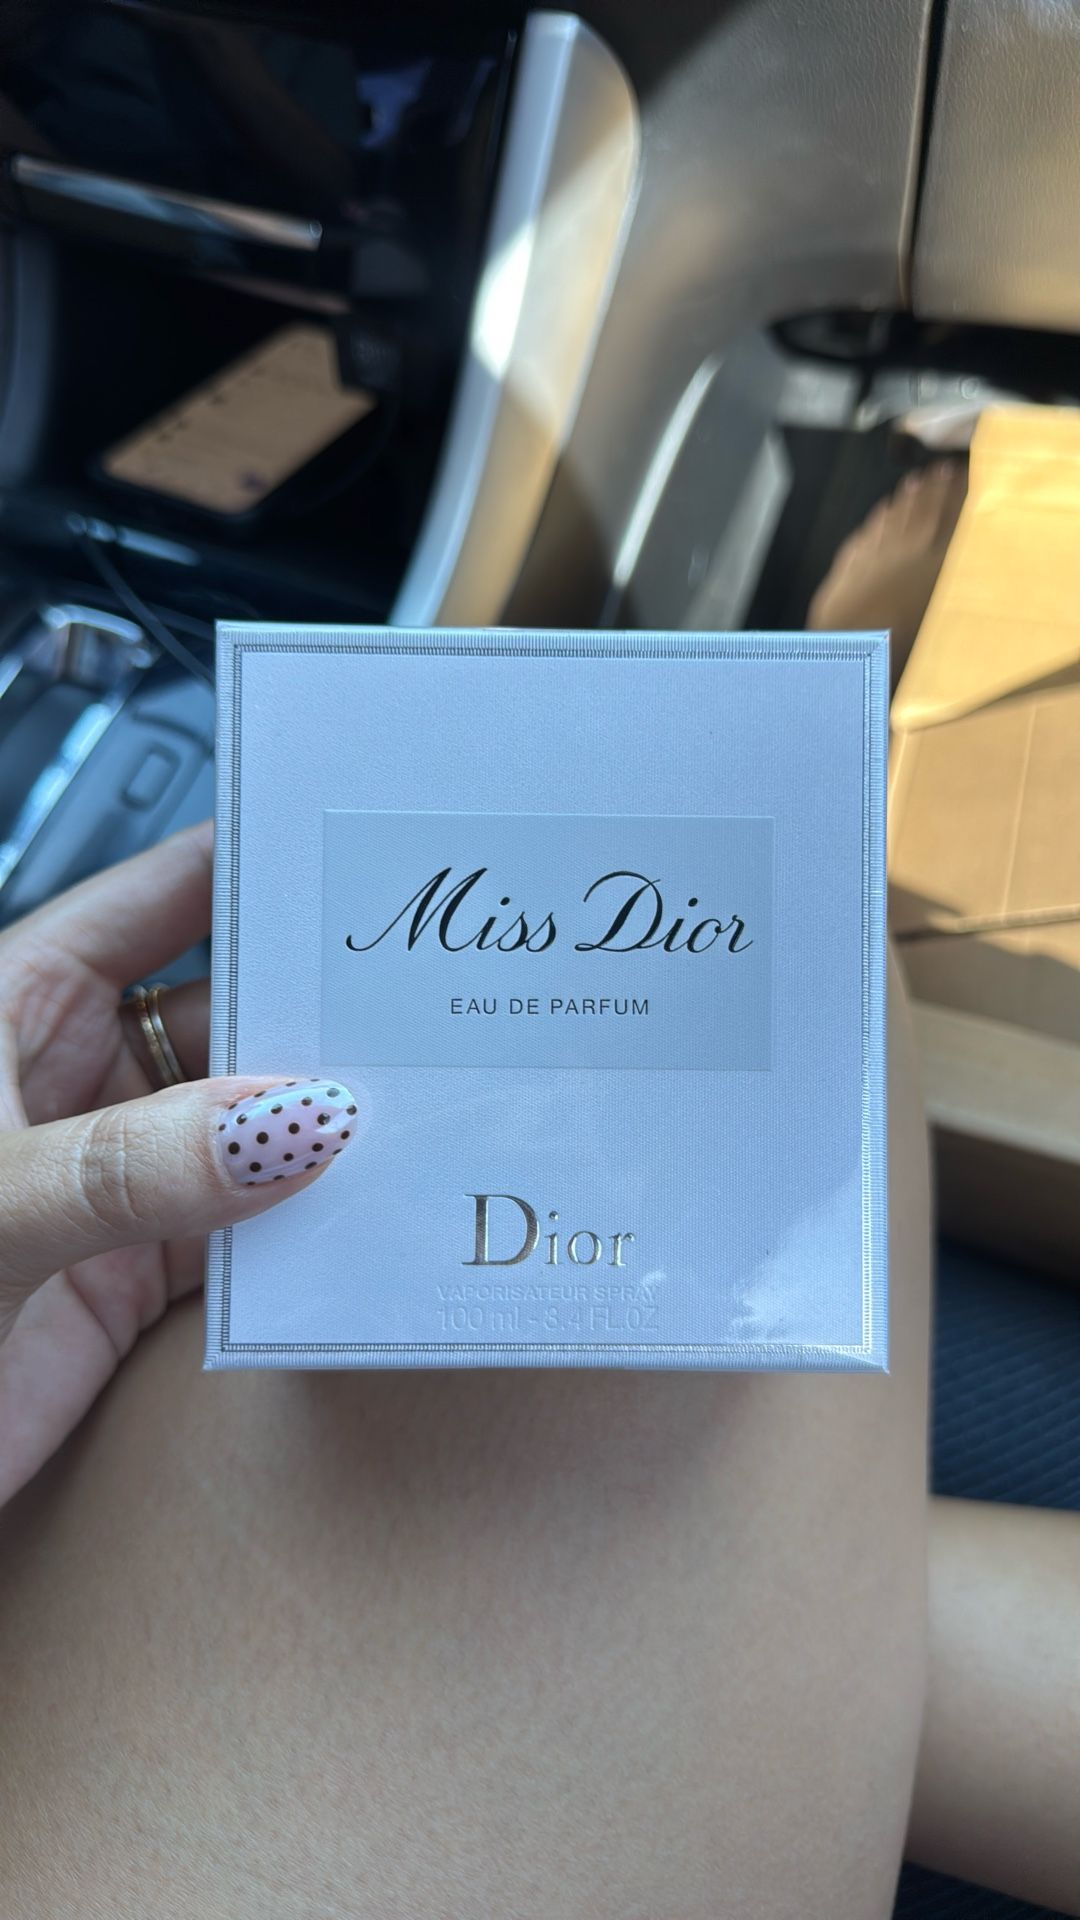 Miss Dior
EAU DE PARFUM
Dior
VAPORISATEUR SPRAY
100 ml - 3.4 FL.OZ